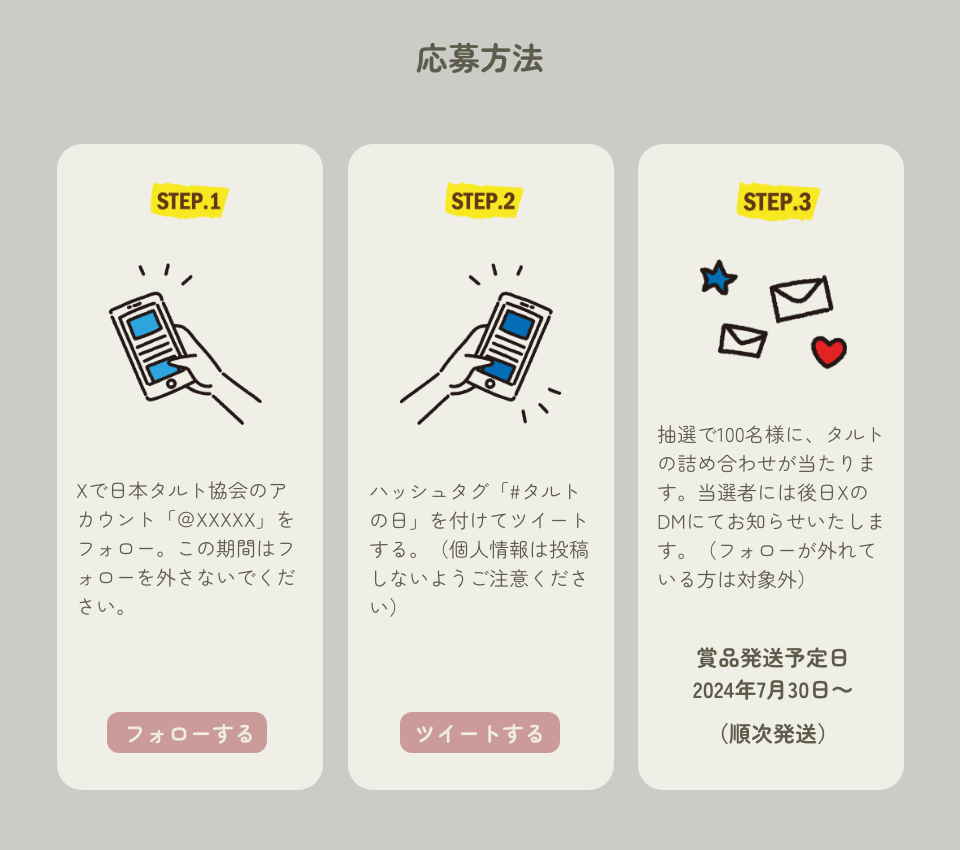 応募方法
STEP.1
Xで日本タルト協会のア
カウント「@XXXXX」を
フォロー。この期間はフ
ォローを外さないでくだ
さい。
フォローする
STEP.2
ハッシュタグ「#タルト
の日」を付けてツイート
する。（個人情報は投稿
しないようご注意くださ
い）
ツイートする
STEP.3
抽選で100名様に、タルト
の詰め合わせが当たりま
す。当選者には後日Xの
DMにてお知らせいたしま
す。（フォローが外れて
いる方は対象外）
賞品発送予定日
2024年7月30日〜
（順次発送）